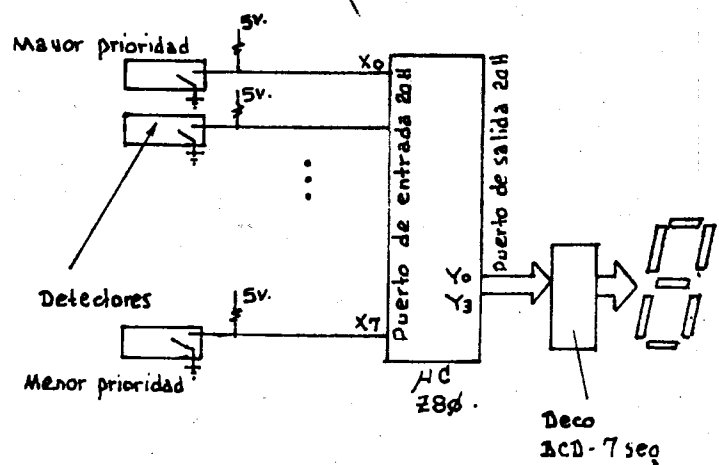 5v.
Mayor prioridad
X0
5v.
Puerto de entrada 20H
Puerto de salida 20H
Detectores
5v.
Y0
Y3
X7
Menor prioridad
μC
Z80.
Deco
BCD-7 seg